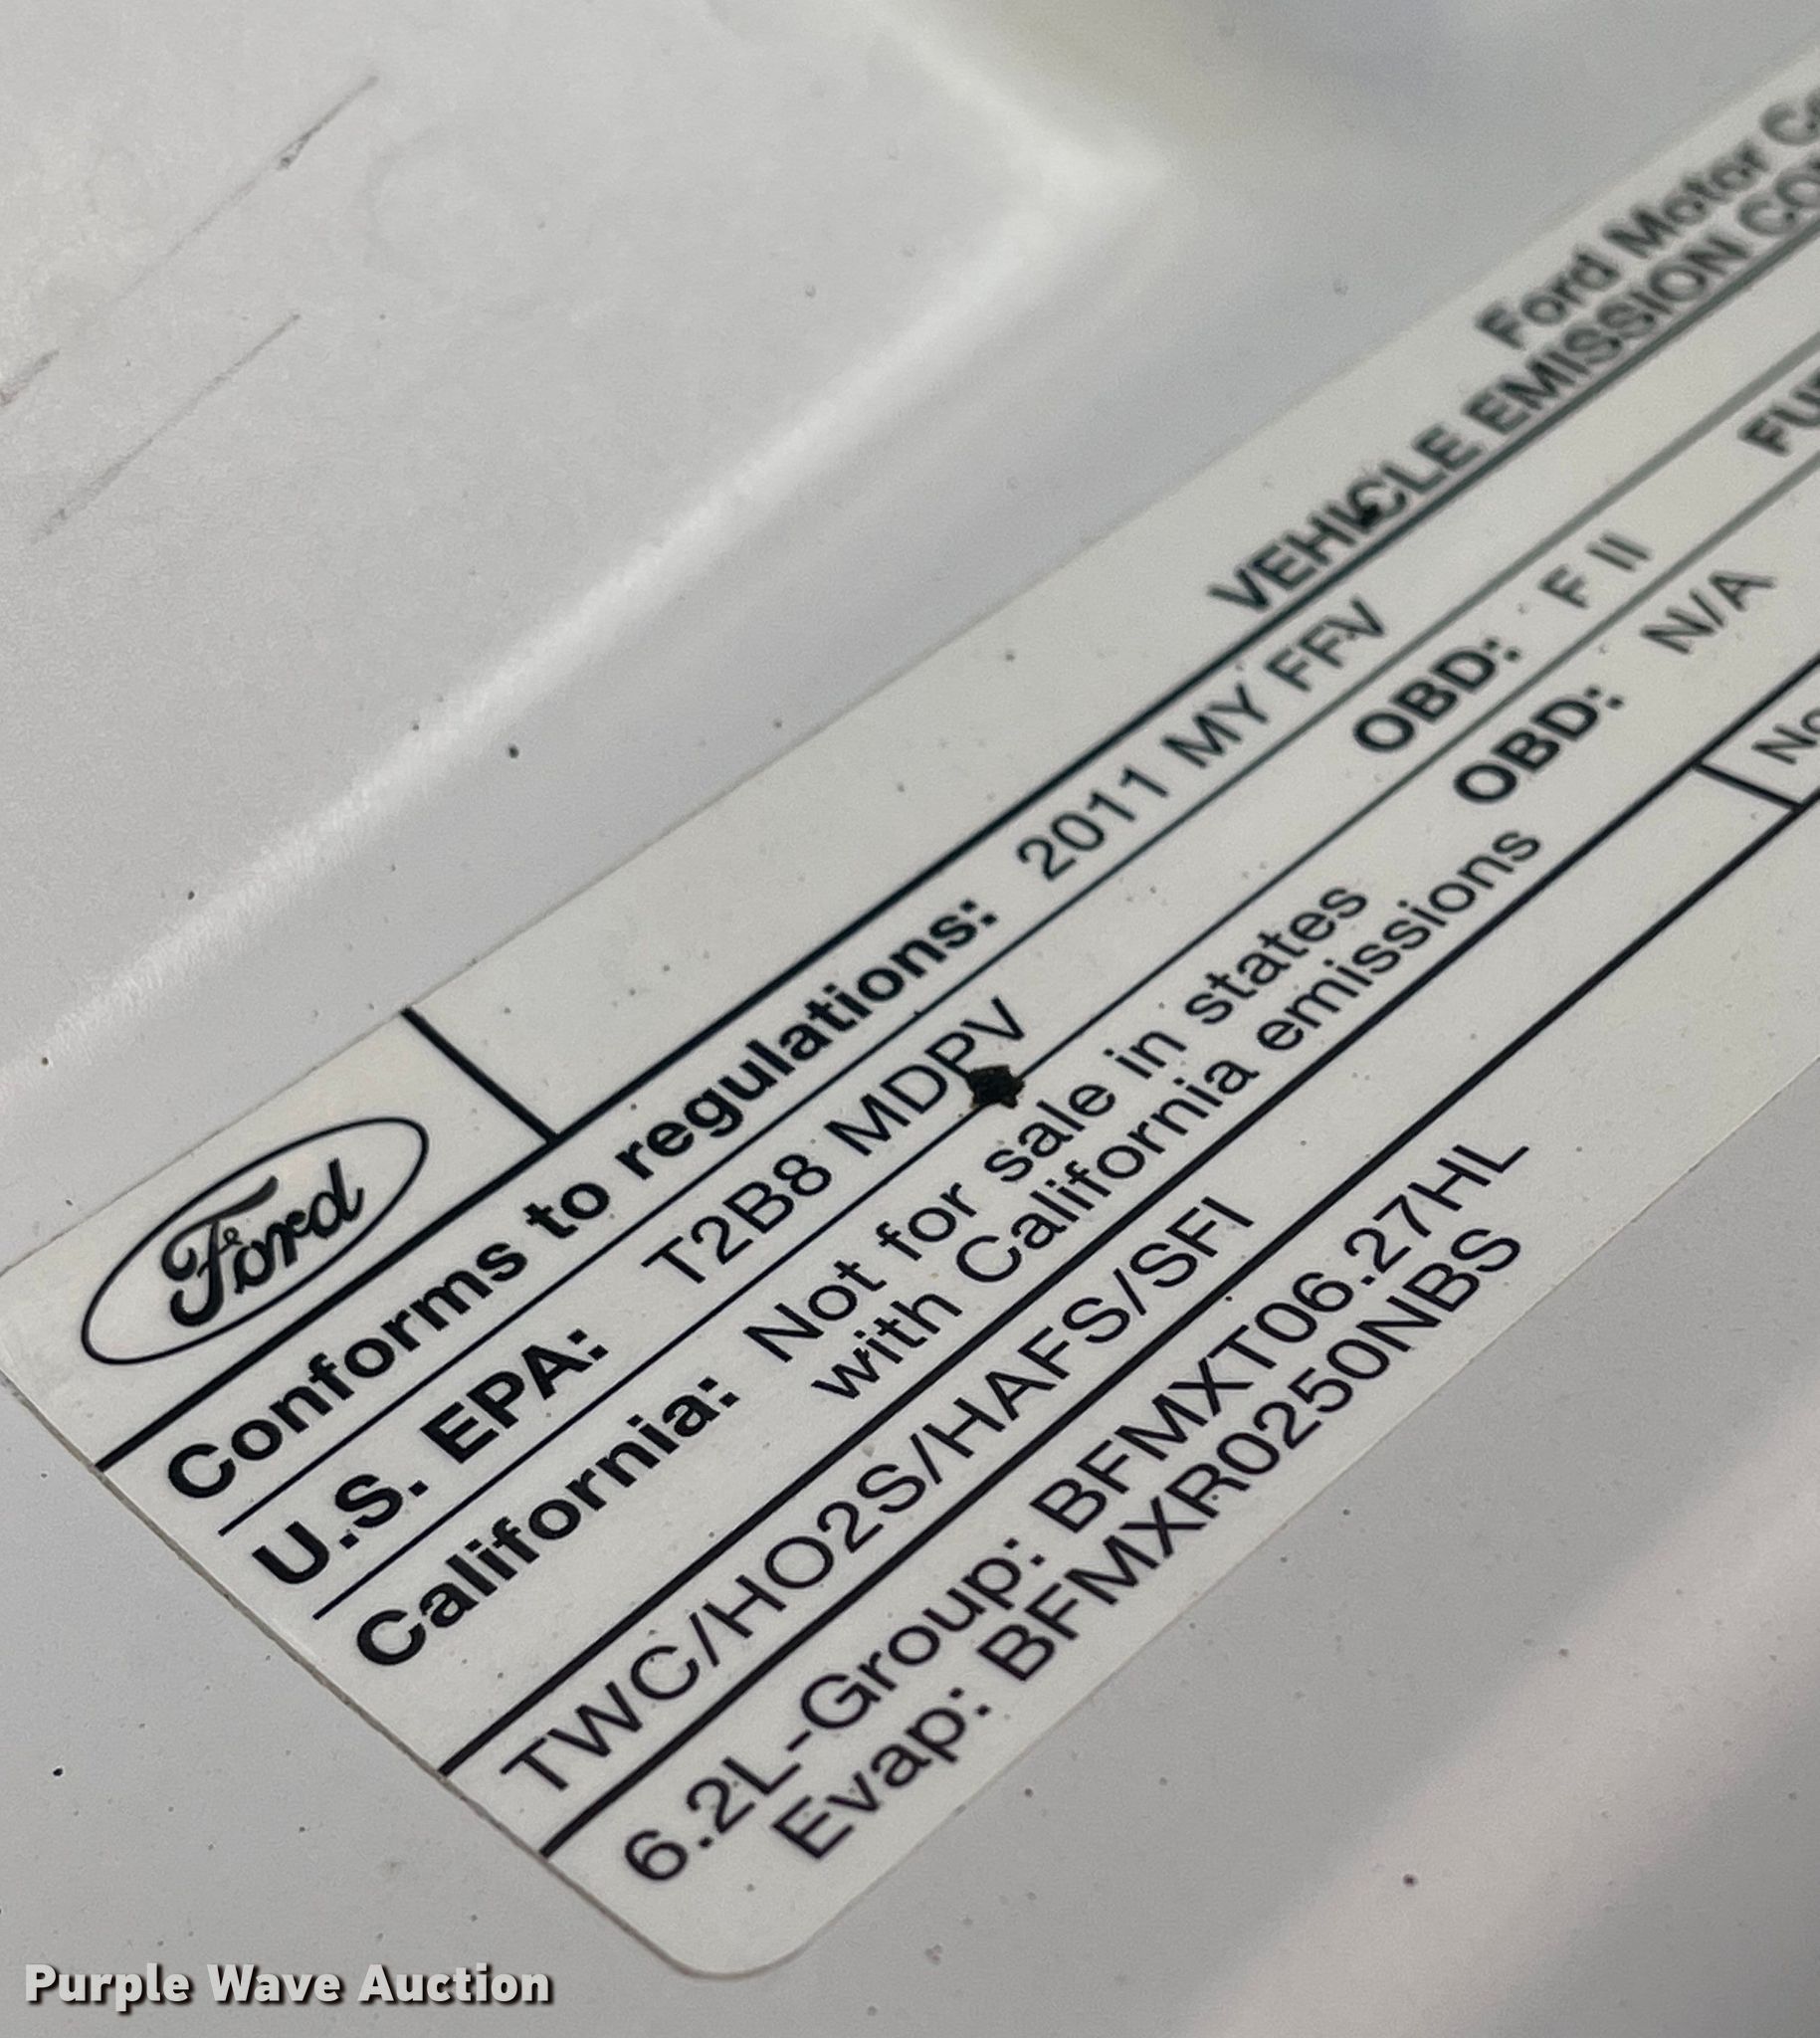 Ford Motor
VEHICLE EMISSION
Ford
Conforms to regulations: 2011 MY FFV
U.S. EPA: T2B8 MDPV OBD: F II
California: Not for sale in states
with California emissions OBD: N/A
TWC/HO2S/HAFS/SFI
6.2L-Group: BFMXT06.27HL
Evap: BFMXR0250NBS
Purple Wave Auction